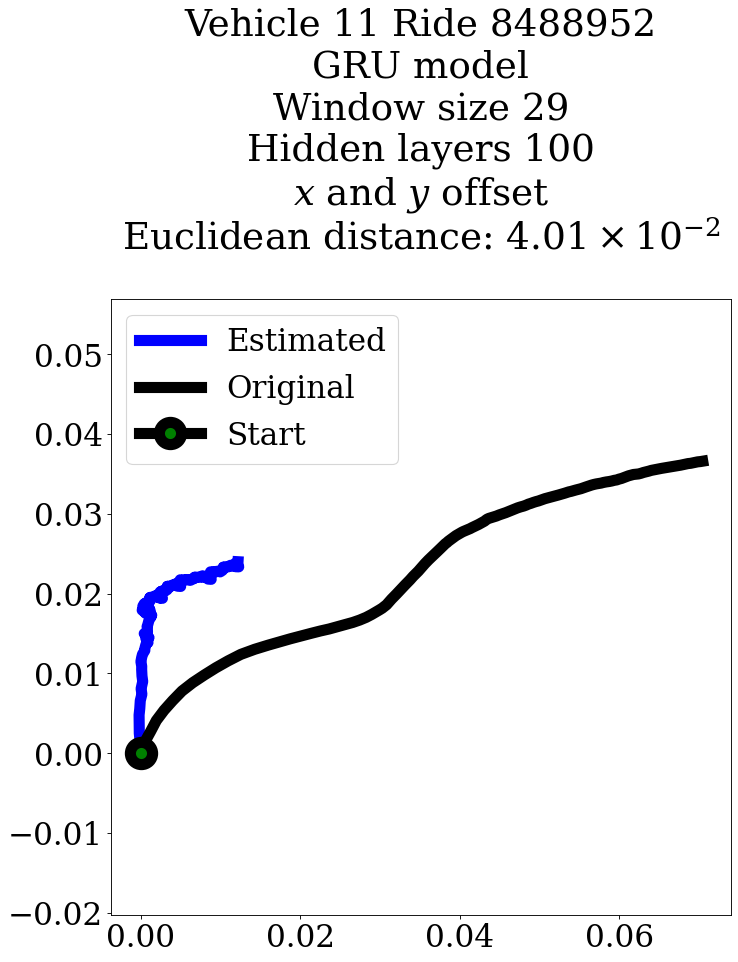 Vehicle 11 Ride 8488952
GRU model
Window size 29
Hidden layers 100
x and y offset
Euclidean distance: 4.01 × 10⁻²
Estimated
Original
Start
0.05
0.04
0.03
0.02
0.01
0.00
−0.01
−0.02
0.00 0.02 0.04 0.06